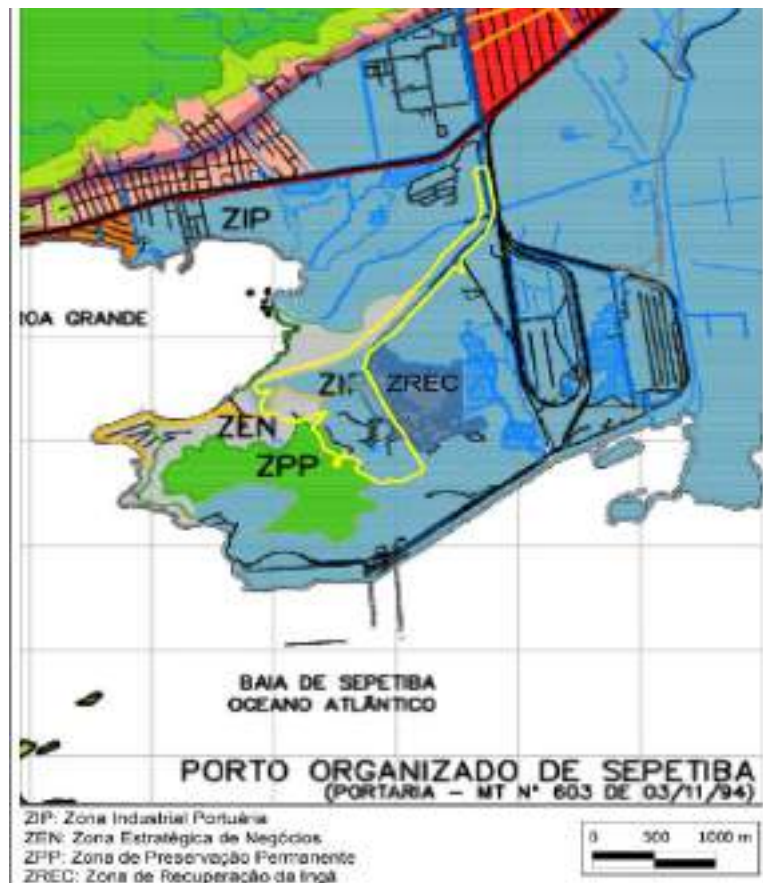 ZIP
ROA GRANDE
ZIP
ZREC
ZEN
ZPP
BAIA DE SEPETIBA
OCEANO ATLÂNTICO
PORTO ORGANIZADO DE SEPETIBA
(PORTARIA – MT N° 603 DE 03/11/94)
ZIP: Zona Industrial Portuária
ZEN: Zona Estratégica de Negócios
ZPP: Zona de Preservação Permanente
ZREC: Zona de Recuperação da Ingá
0 500 1000 m